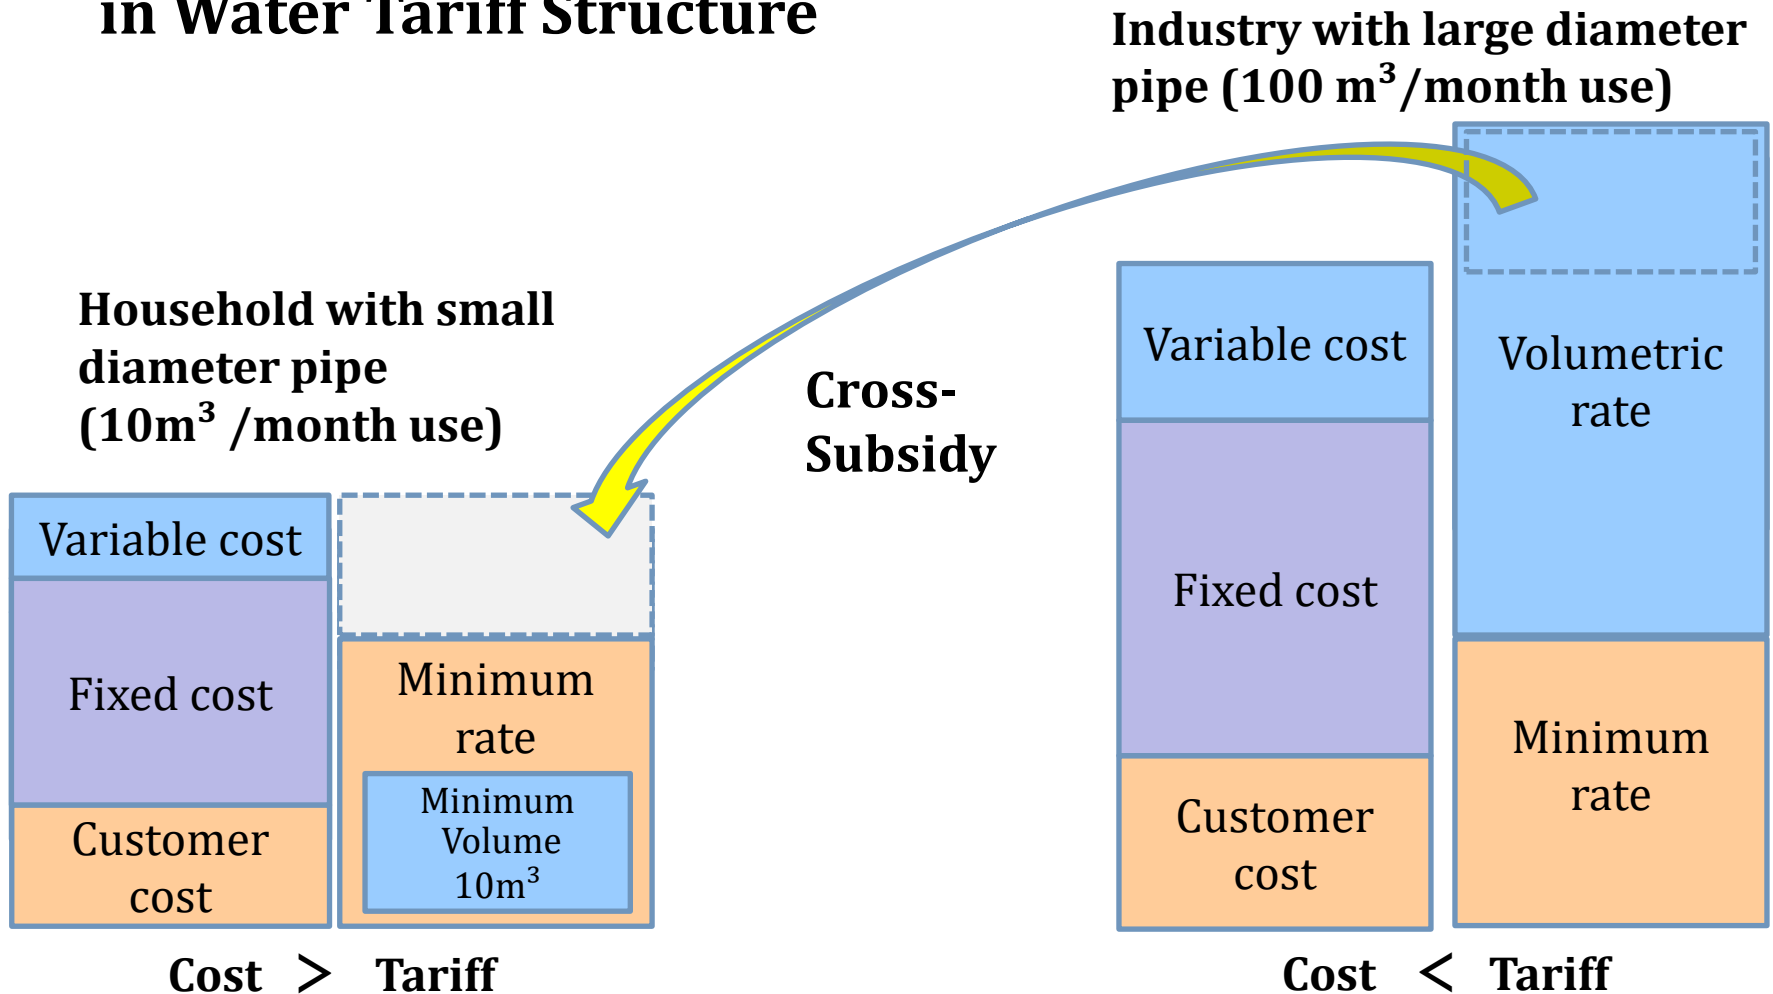 in Water Tariff Structure
Industry with large diameter
pipe (100 m³/month use)
Household with small
diameter pipe
(10m³ /month use)
Cross-
Subsidy
Variable cost
Fixed cost
Customer
cost
Minimum
rate
Minimum
Volume
10m³
Cost > Tariff
Variable cost
Fixed cost
Customer
cost
Volumetric
rate
Minimum
rate
Cost < Tariff